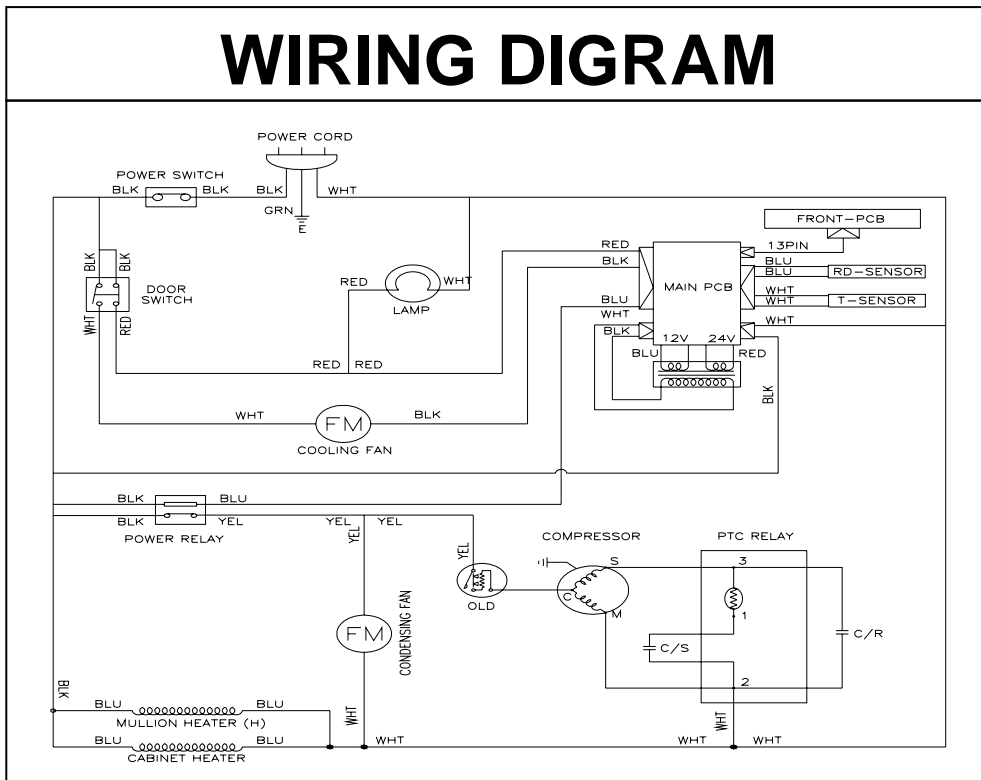 WIRING DIGRAM
POWER CORD
POWER SWITCH
BLK
BLK
BLK
WHT
GRN
E
FRONT-PCB
13PIN
RED
BLK
BLU
BLU
RD-SENSOR
WHT
WHT
T-SENSOR
MAIN PCB
BLK
BLK
DOOR
SWITCH
RED
WHT
LAMP
BLU
WHT
BLK
WHT
12V
24V
BLU
RED
WHT
RED
RED
RED
BLK
WHT
FM
BLK
COOLING FAN
BLK
BLU
BLK
YEL
YEL
YEL
POWER RELAY
YEL
YEL
COMPRESSOR
PTC RELAY
S
3
C
OLD
M
1
FM
CONDENSING FAN
C/S
C/R
2
BLK
BLU
BLU
MULLION HEATER (H)
WHT
WHT
BLU
BLU
WHT
WHT
WHT
CABINET HEATER